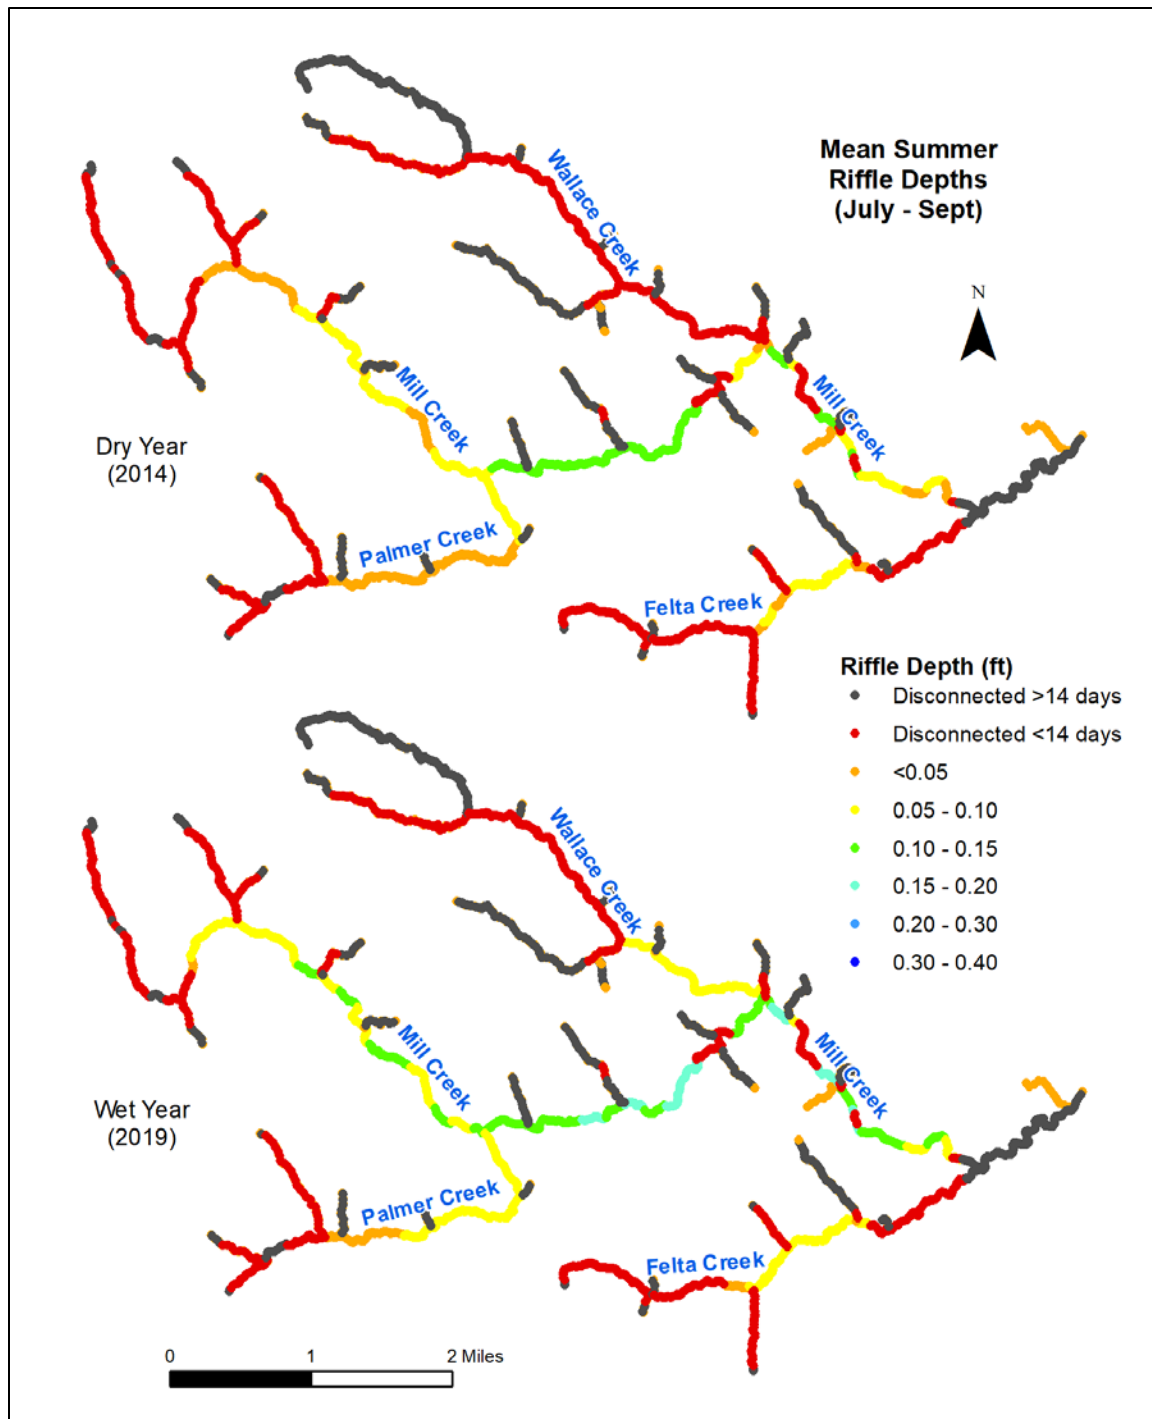 Mean Summer
Riffle Depths
(July - Sept)
N
Wallace Creek
Mill Creek
Mill Creek
Dry Year
(2014)
Palmer Creek
Felta Creek
Riffle Depth (ft)
Disconnected >14 days
Disconnected <14 days
<0.05
0.05 - 0.10
0.10 - 0.15
0.15 - 0.20
0.20 - 0.30
0.30 - 0.40
Wallace Creek
Mill Creek
Mill Creek
Wet Year
(2019)
Palmer Creek
Felta Creek
0 1 2 Miles